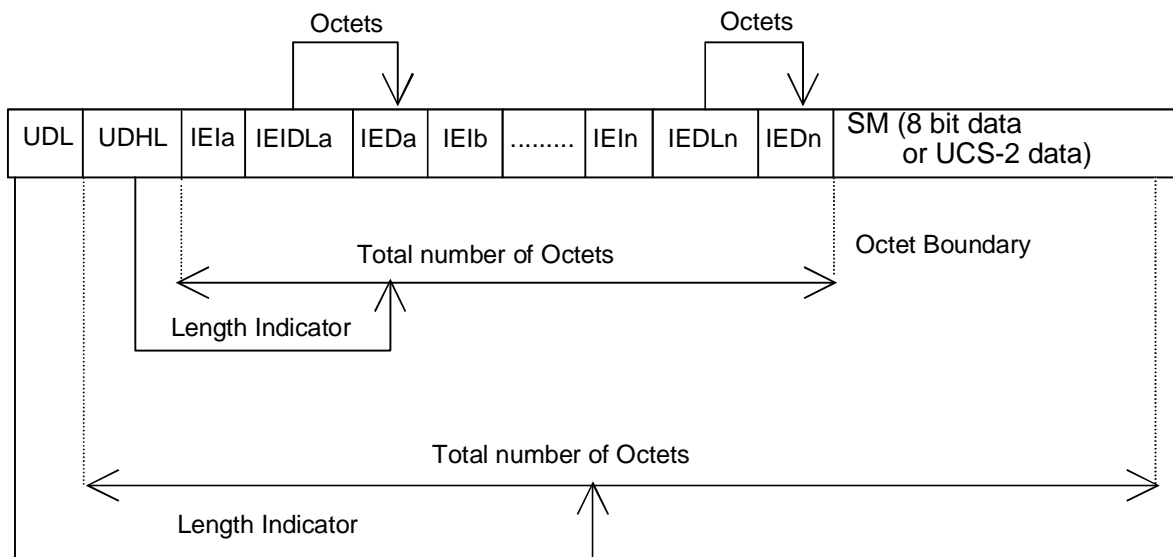 Octets Octets
UDL UDHL IEIa IEIDLa IEDa IEIb ......... IEIn IEDLn IEDn SM (8 bit data
or UCS-2 data)
Total number of Octets Octet Boundary
Length Indicator
Total number of Octets
Length Indicator